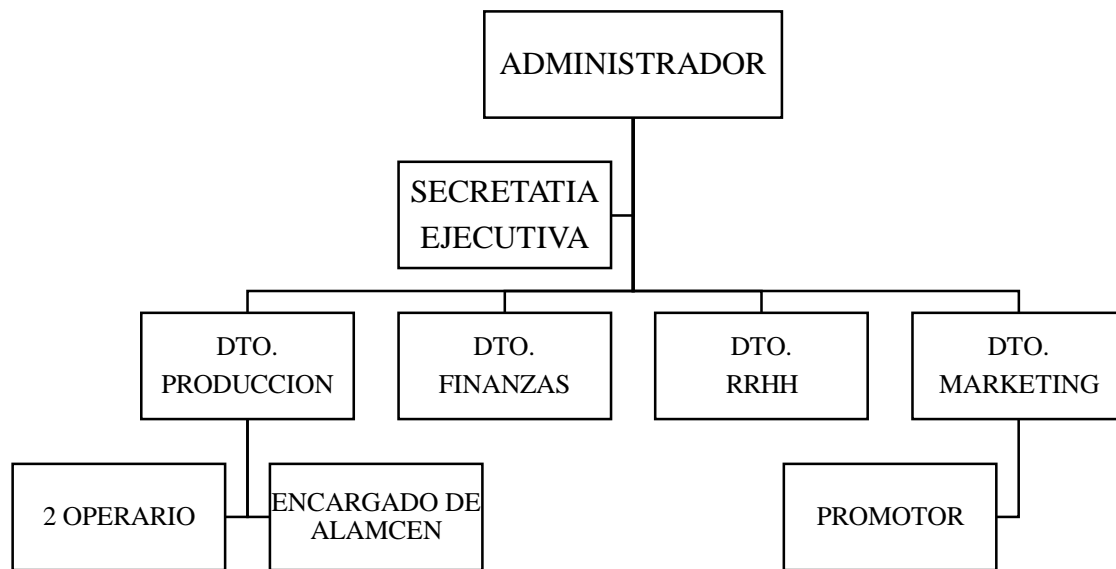 ADMINISTRADOR
SECRETATIA
EJECUTIVA
DTO.
PRODUCCION
DTO.
FINANZAS
DTO.
RRHH
DTO.
MARKETING
2 OPERARIO
ENCARGADO DE
ALAMCEN
PROMOTOR